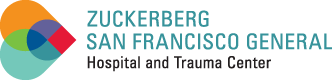 ZUCKERBERG
SAN FRANCISCO GENERAL
Hospital and Trauma Center